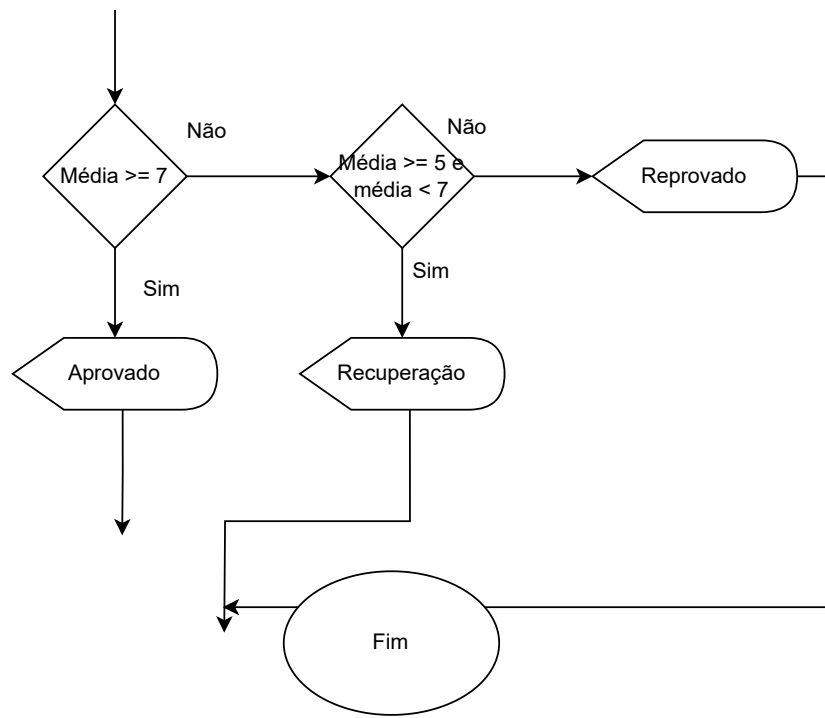 Não
Não
Média >= 7
Média >= 5 e
média < 7
Reprovado
Sim
Sim
Aprovado
Recuperação
Fim